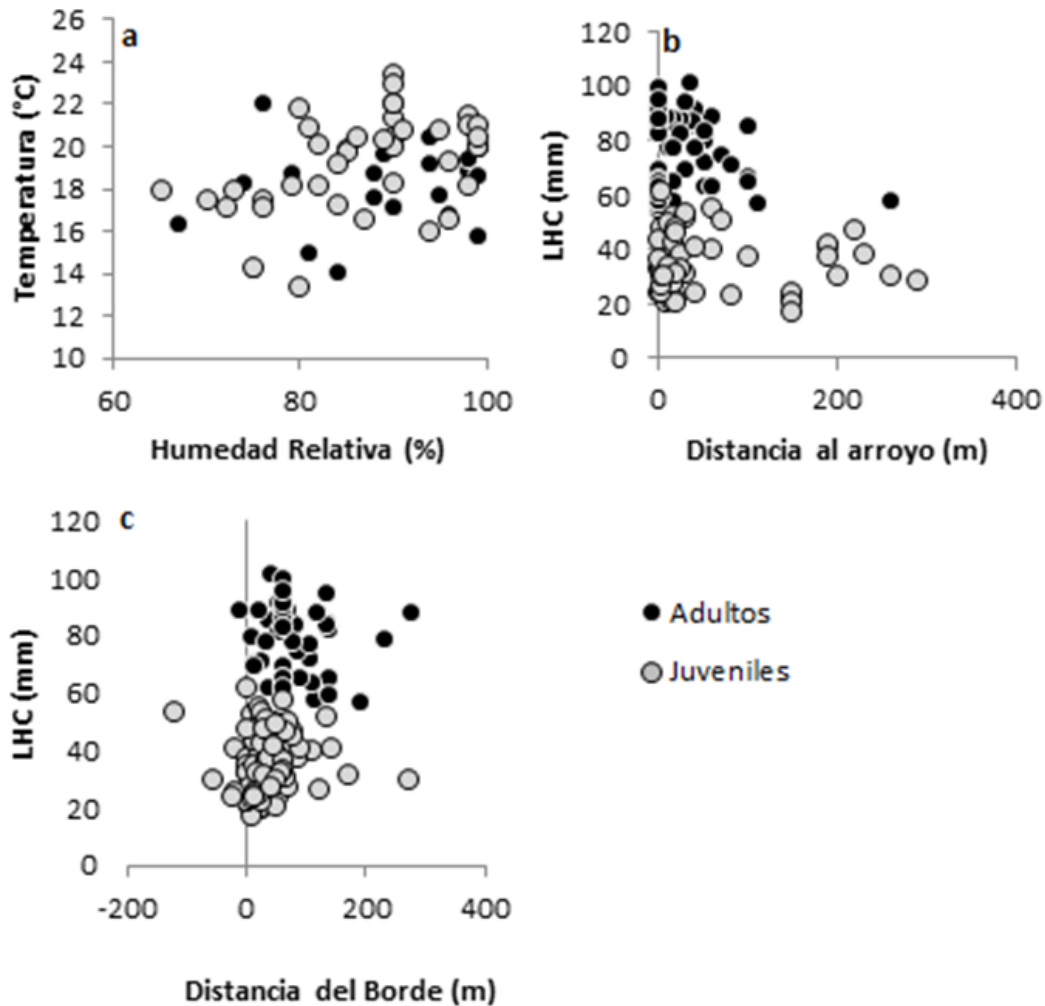 a
26
24
22
20
18
16
14
12
10
Temperatura (°C)
60 80 100
Humedad Relativa (%)
b
120
100
80
60
40
20
0
LHC (mm)
0 200 400
Distancia al arroyo (m)
c
120
100
80
60
40
20
0
LHC (mm)
-200 0 200 400
Distancia del Borde (m)
Adultos
Juveniles